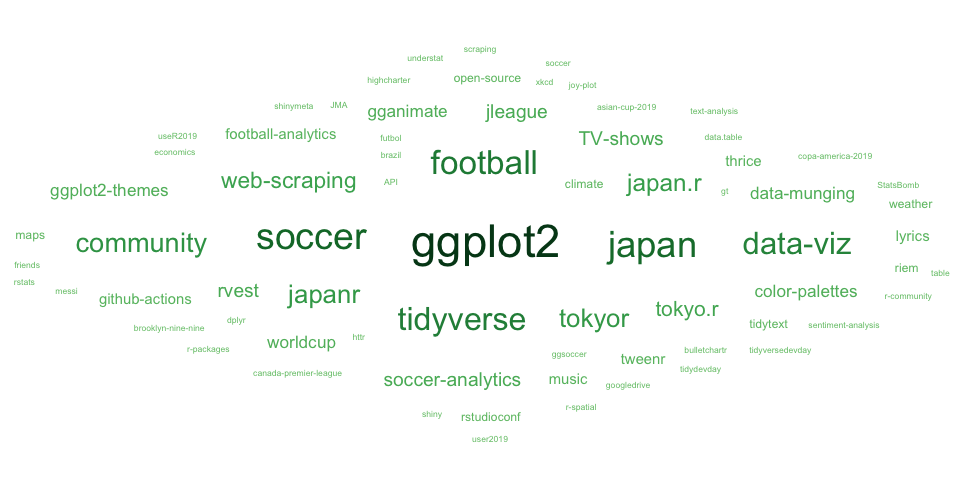 scraping
understat
soccer
highcharter
open-source
xkcd
joy-plot
shinymeta
JMA
gganimate
jleague
asian-cup-2019
text-analysis
useR2019
football-analytics
futbol
TV-shows
data.table
economics
brazil
football
thrice
copa-america-2019
ggplot2-themes
web-scraping
API
climate
japan.r
gt
data-munging
StatsBomb
weather
maps
community
soccer
ggplot2
japan
data-viz
lyrics
friends
riem
table
rstats
messi
github-actions
rvest
japanr
color-palettes
r-community
brooklyn-nine-nine
dplyr
tidyverse
tokyor
tokyo.r
tidytext
sentiment-analysis
r-packages
worldcup
httr
ggsoccer
tweenr
bulletchartr
tidyversedevday
canada-premier-league
soccer-analytics
music
googledrive
tidydevday
shiny
rstudioconf
r-spatial
user2019